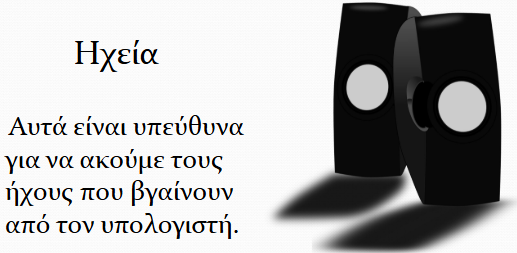 Ηχεία
Αυτά είναι υπεύθυνα
για να ακούμε τους
ήχους που βγαίνουν
από τον υπολογιστή.